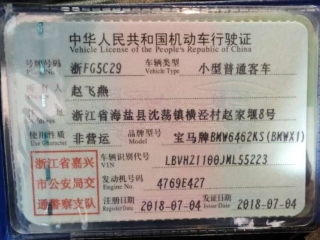 中华人民共和国机动车行驶证
Vehicle License of the People's Republic of China
号牌号码 浙FG5C29 车辆类型 小型普通客车
所有人 赵飞燕
住址 浙江省海盐县沈荡镇横泾村赵家堰8号
使用性质 非营运 品牌型号 宝马牌BMW6462KS(BMWX1)
Use Character
浙江省嘉兴
市公安局交
通警察支队
车辆识别代号 LBVHZ1100JML55223
VIN
发动机号码 4769E427
Engine No.
注册日期 2018-07-04 发证日期 2018-07-04
Register Date Issue Date